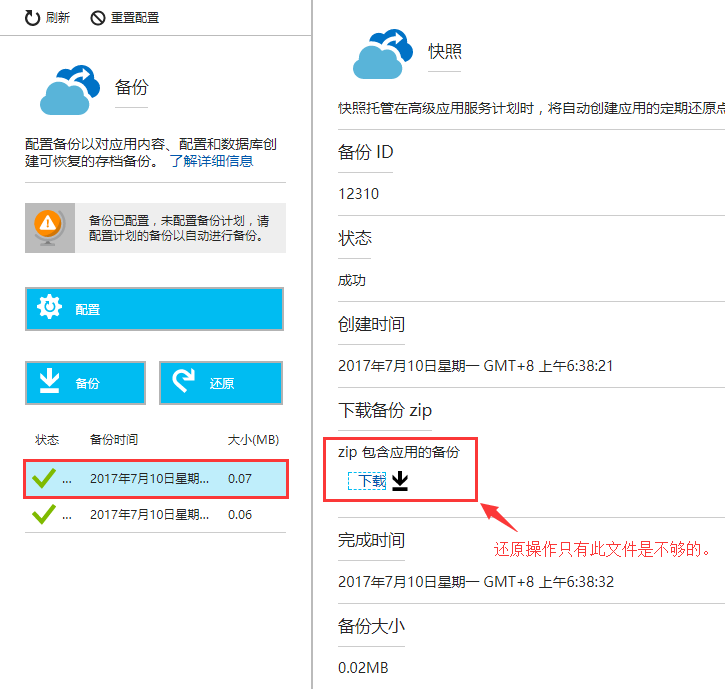 刷新 重置配置
备份
配置备份以对应用内容、配置和数据库创
建可恢复的存档备份。 了解详细信息
备份已配置，未配置备份计划，请
配置计划的备份以自动进行备份。
配置
备份
还原
状态 备份时间 大小(MB)
... 2017年7月10日星期... 0.07
... 2017年7月10日星期... 0.06
快照
快照托管在高级应用服务计划时，将自动创建应用的定期还原点
备份 ID
12310
状态
成功
创建时间
2017年7月10日星期一 GMT+8 上午6:38:21
下载备份 zip
zip 包含应用的备份
下载
还原操作只有此文件是不够的。
完成时间
2017年7月10日星期一 GMT+8 上午6:38:32
备份大小
0.02MB